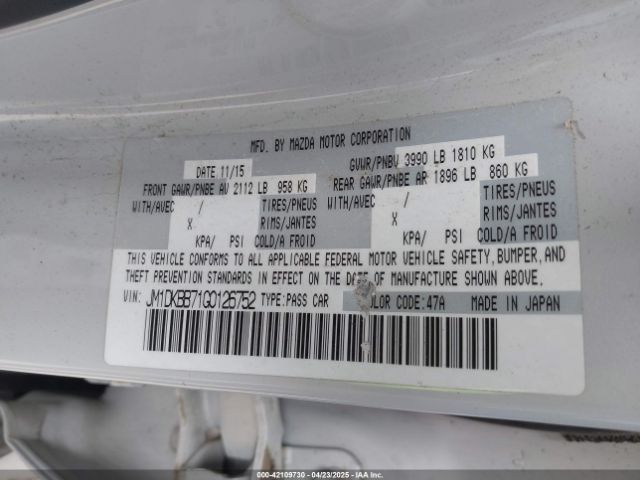 MFD. BY MAZDA MOTOR CORPORATION
DATE 11/15 GVWR/PNBV 3990 LB 1810 KG
FRONT GAWR/PNBE AV 2112 LB 958 KG REAR GAWR/PNBE AR 1896 LB 860 KG
WITH/AVEC / TIRES/PNEUS WITH/AVEC / TIRES/PNEUS
X RIMS/JANTES X RIMS/JANTES
KPA/ PSI COLD/A FROID KPA/ PSI COLD/A FROID
THIS VEHICLE CONFORMS TO ALL APPLICABLE FEDERAL MOTOR VEHICLE SAFETY, BUMPER, AND
THEFT PREVENTION STANDARDS IN EFFECT ON THE DATE OF MANUFACTURE SHOWN ABOVE.
VIN: JM1DKBB71G0126752 TYPE: PASS CAR COLOR CODE: 47A MADE IN JAPAN
000-42109730 - 04/23/2025 - IAAI.COM